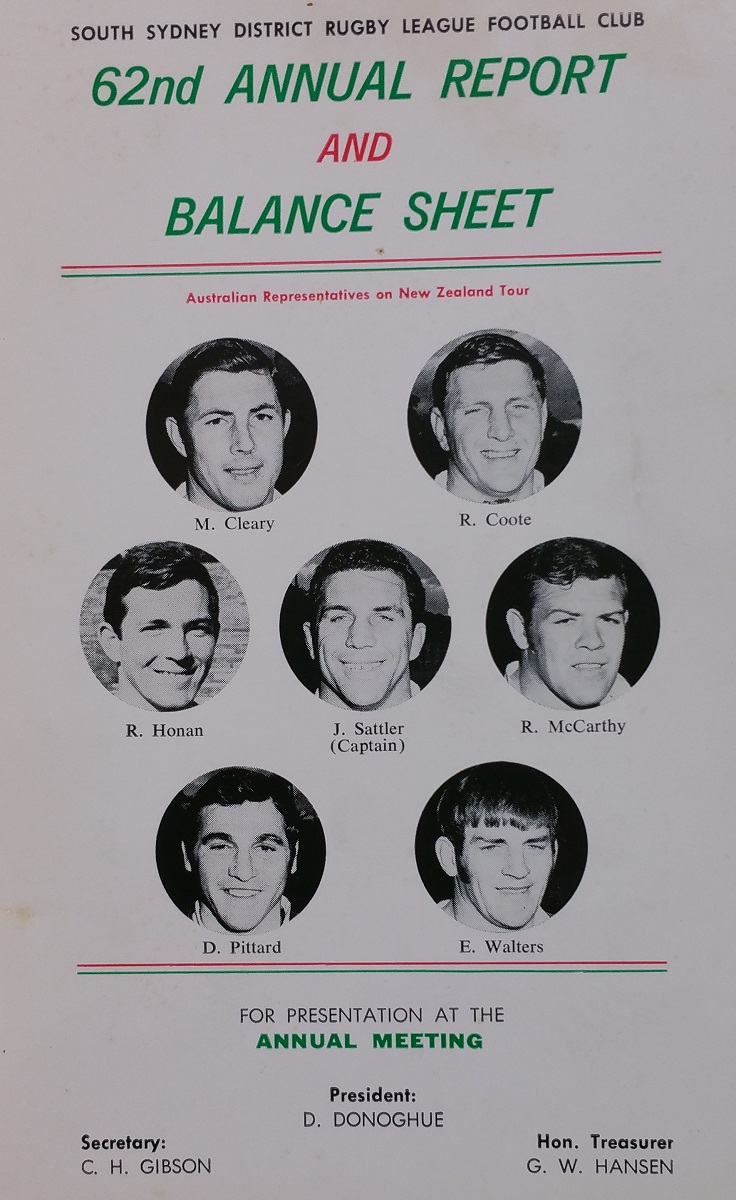 SOUTH SYDNEY DISTRICT RUGBY LEAGUE FOOTBALL CLUB
62nd ANNUAL REPORT
AND
BALANCE SHEET
Australian Representatives on New Zealand Tour
M. Cleary
R. Coote
R. Honan
J. Sattler
(Captain)
R. McCarthy
D. Pittard
E. Walters
FOR PRESENTATION AT THE
ANNUAL MEETING
President:
D. DONOGHUE
Secretary:
C. H. GIBSON
Hon. Treasurer
G. W. HANSEN